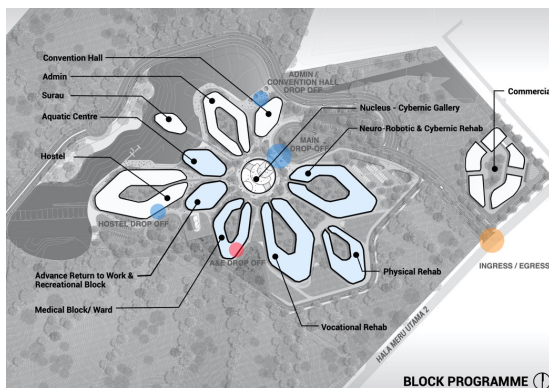 Convention Hall
Admin
Surau
Aquatic Centre
Hostel
HOSTEL DROP OFF
Advance Return to Work &
Recreational Block
Medical Block/ Ward
A&E DROP OFF
ADMIN /
CONVENTION HALL
DROP OFF
MAIN
DROP-OFF
Nucleus - Cybernic Gallery
Neuro-Robotic & Cybernic Rehab
Commercia
INGRESS / EGRESS
Physical Rehab
Vocational Rehab
HALA MERU UTAMA 2
BLOCK PROGRAMME